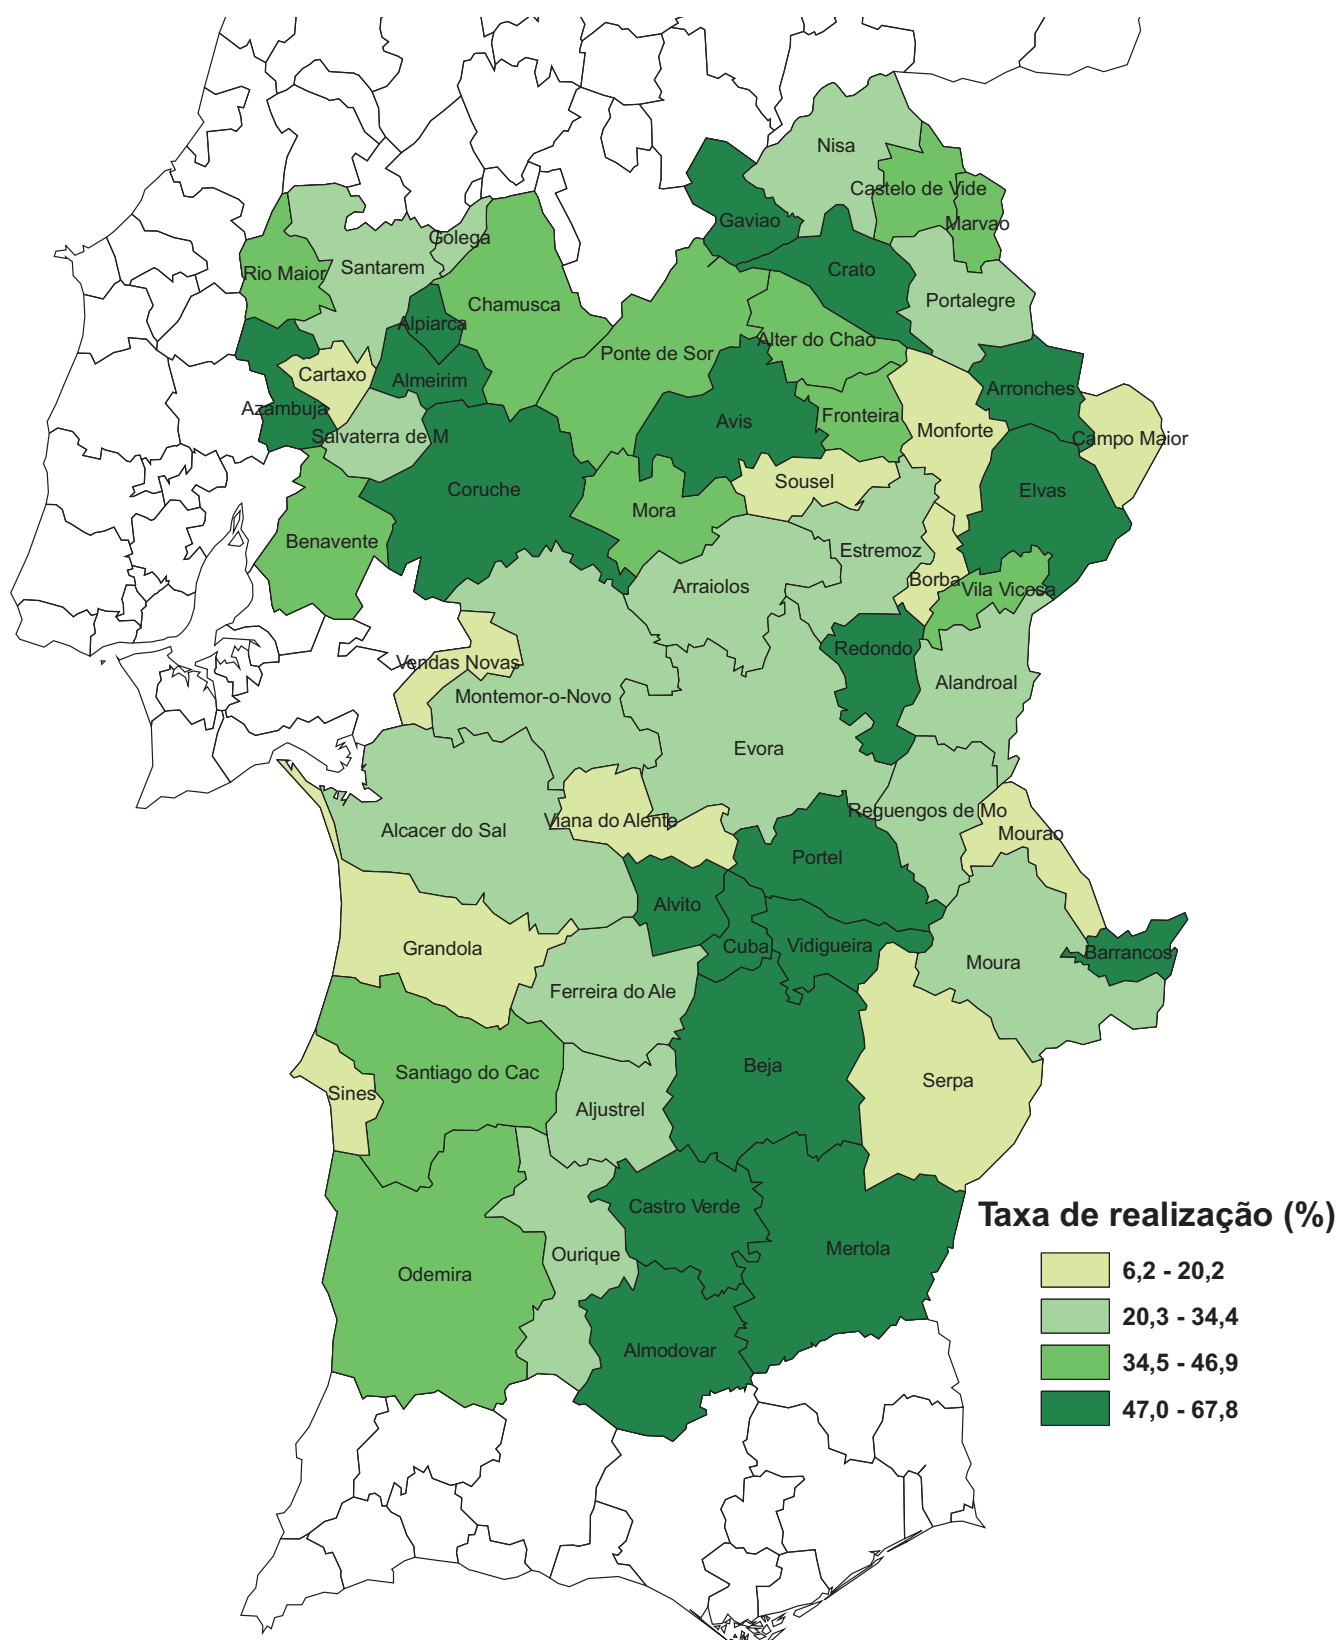 Nisa
Castelo de Vide
Gaviao
Marvao
Golega
Santarem
Rio Maior
Crato
Portalegre
Chamusca
Alpiarca
Alter do Chao
Ponte de Sor
Cartaxo
Almeirim
Arronches
Azambuja
Fronteira
Avis
Monforte
Salvaterra de M
Campo Maior
Sousel
Coruche
Elvas
Mora
Benavente
Estremoz
Borba
Arraiolos
Vila Vicosa
Redondo
Vendas Novas
Alandroal
Montemor-o-Novo
Evora
Reguengos de Mo
Viana do Alente
Alcacer do Sal
Mourao
Portel
Alvito
Cuba
Vidigueira
Grandola
Barrancos
Moura
Ferreira do Ale
Beja
Santiago do Cac
Serpa
Sines
Aljustrel
Castro Verde
Taxa de realização (%)
Mertola
Ourique
6,2 - 20,2
Odemira
20,3 - 34,4
Almodovar
34,5 - 46,9
47,0 - 67,8